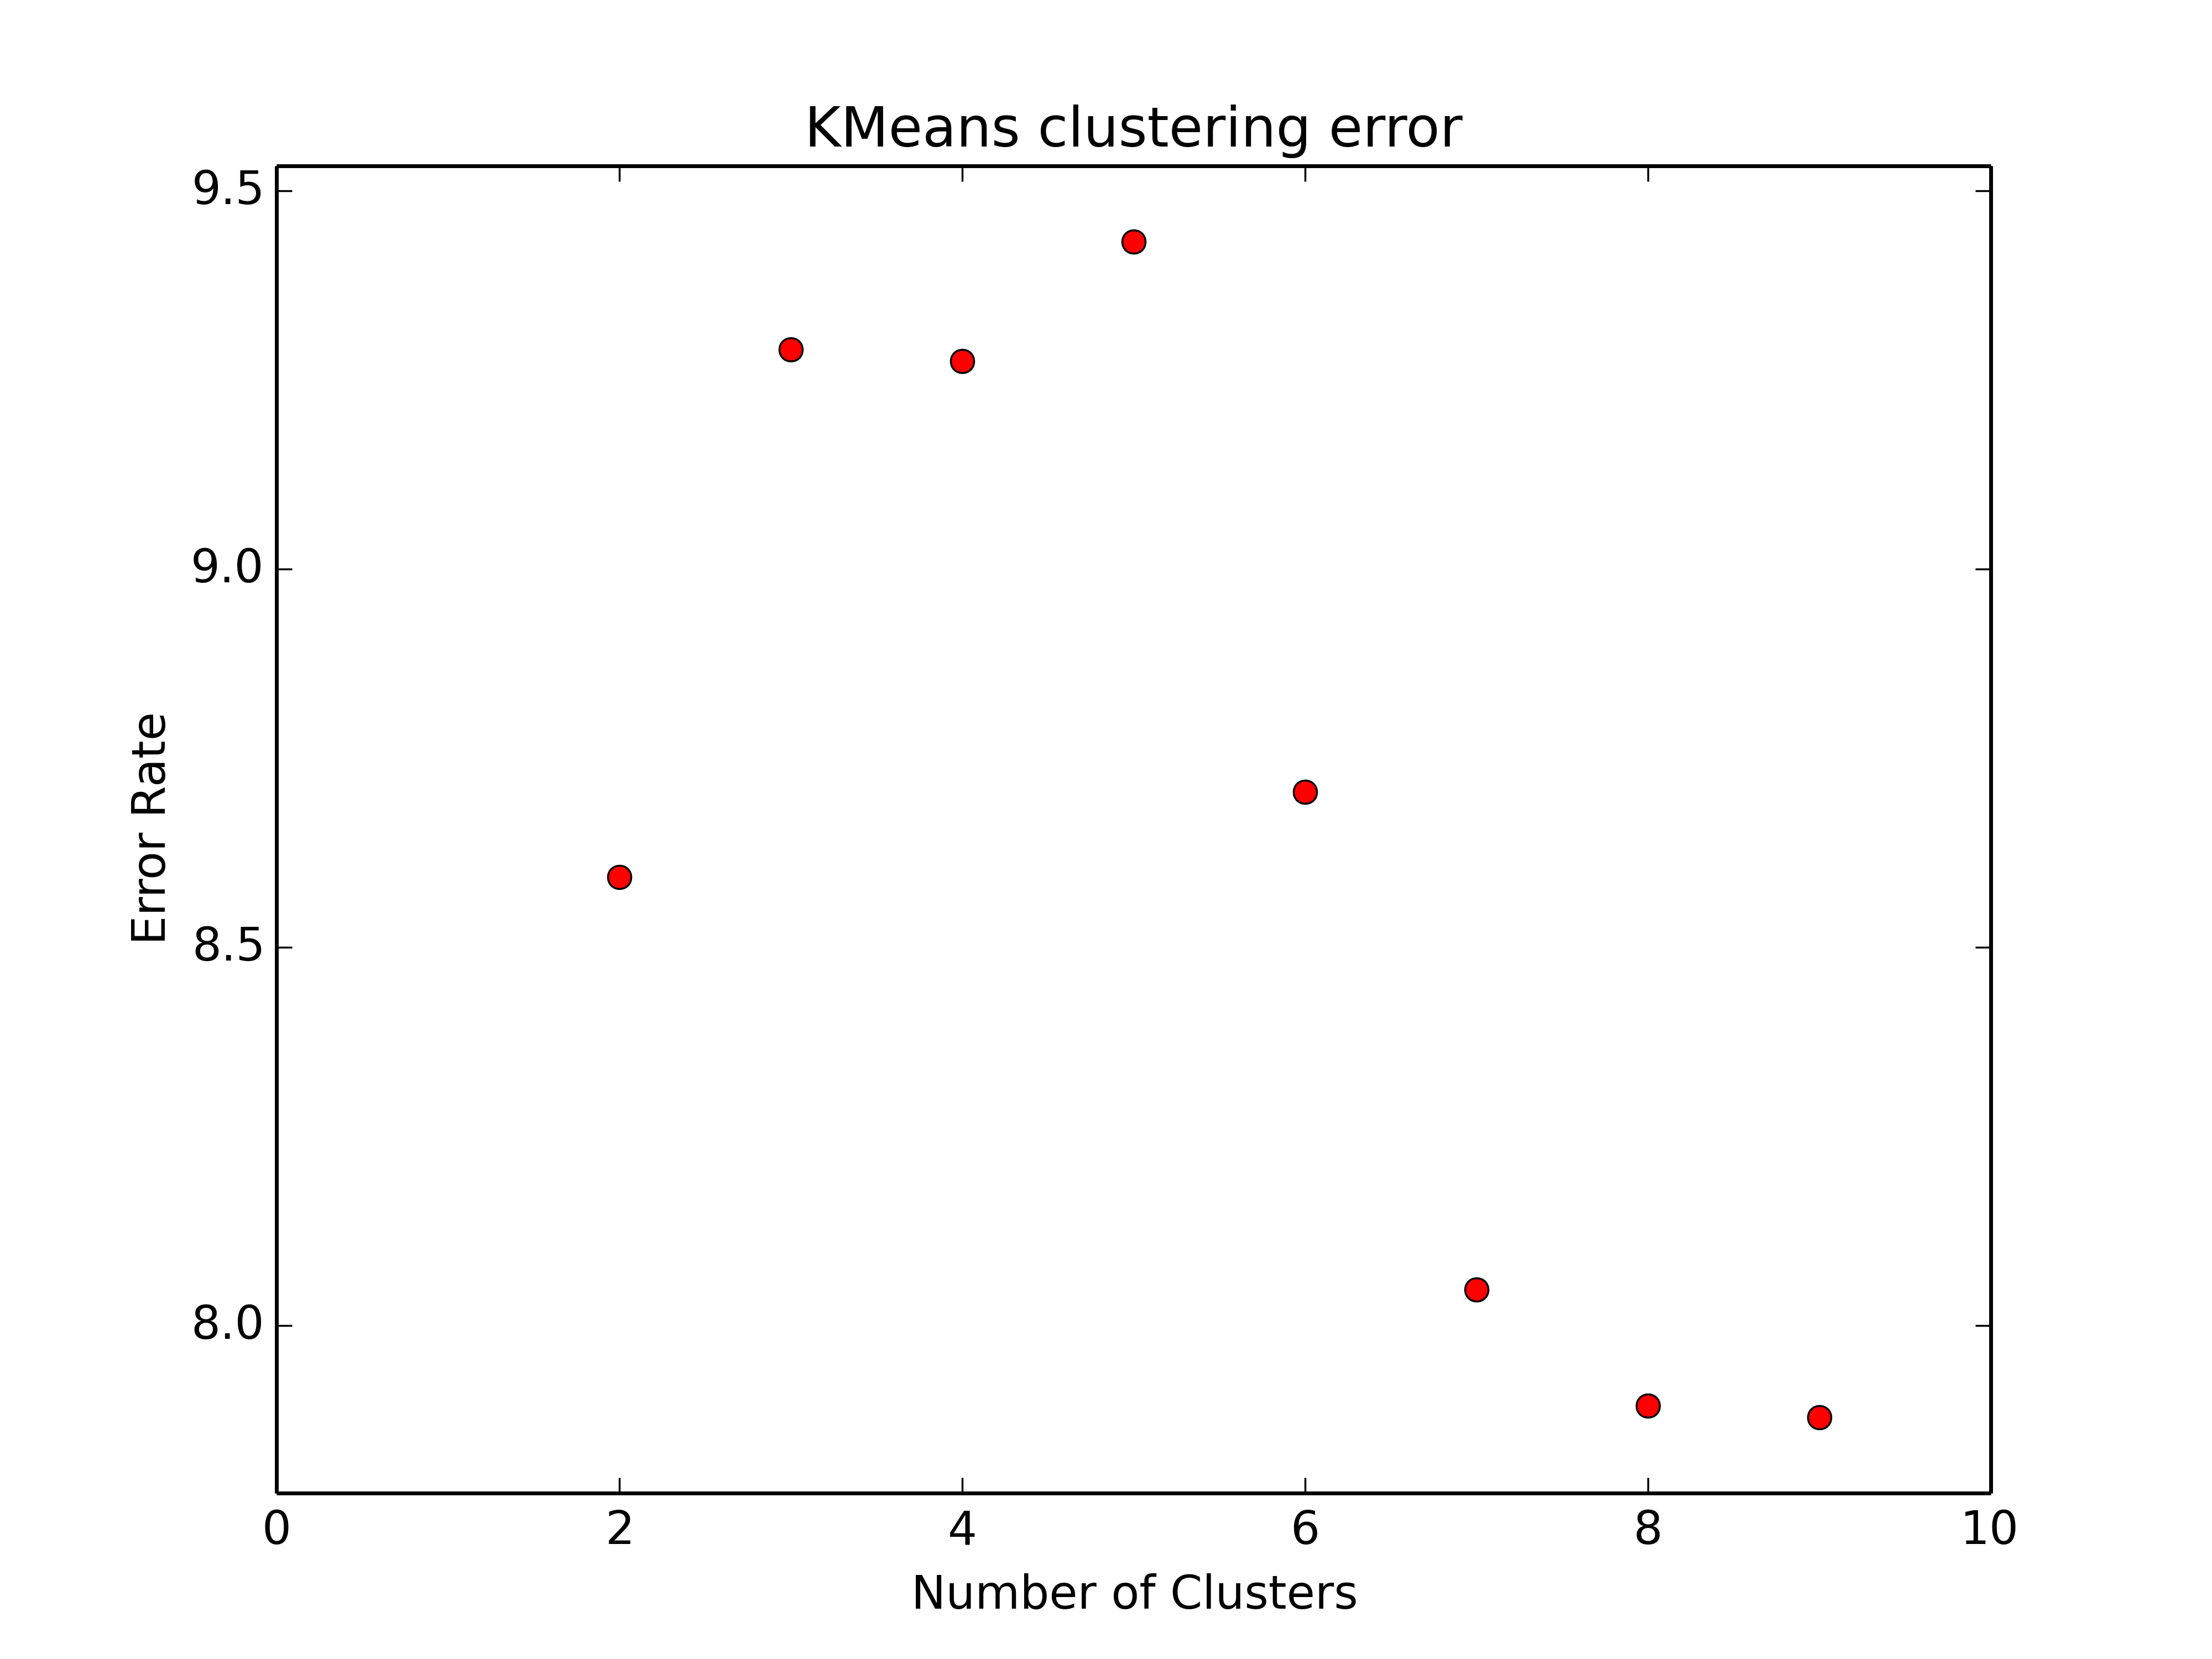 KMeans clustering error
9.5
9.0
8.5
8.0
Error Rate
0 2 4 6 8 10
Number of Clusters